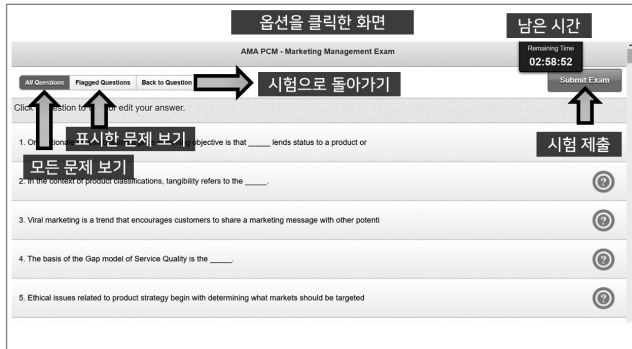 옵션을 클릭한 화면
남은 시간
AMA PCM - Marketing Management Exam
Remaining Time
02:58:52
All Questions
Flagged Questions
Back to Question
시험으로 돌아가기
Submit Exam
edit your answer.
표시한 문제 보기
시험 제출
1. objective is that _____ lends status to a product or
모든 문제 보기
2. In the context of product classifications, tangibility refers to the _____.
3. Viral marketing is a trend that encourages customers to share a marketing message with other potenti
4. The basis of the Gap model of Service Quality is the _____.
5. Ethical issues related to product strategy begin with determining what markets should be targeted